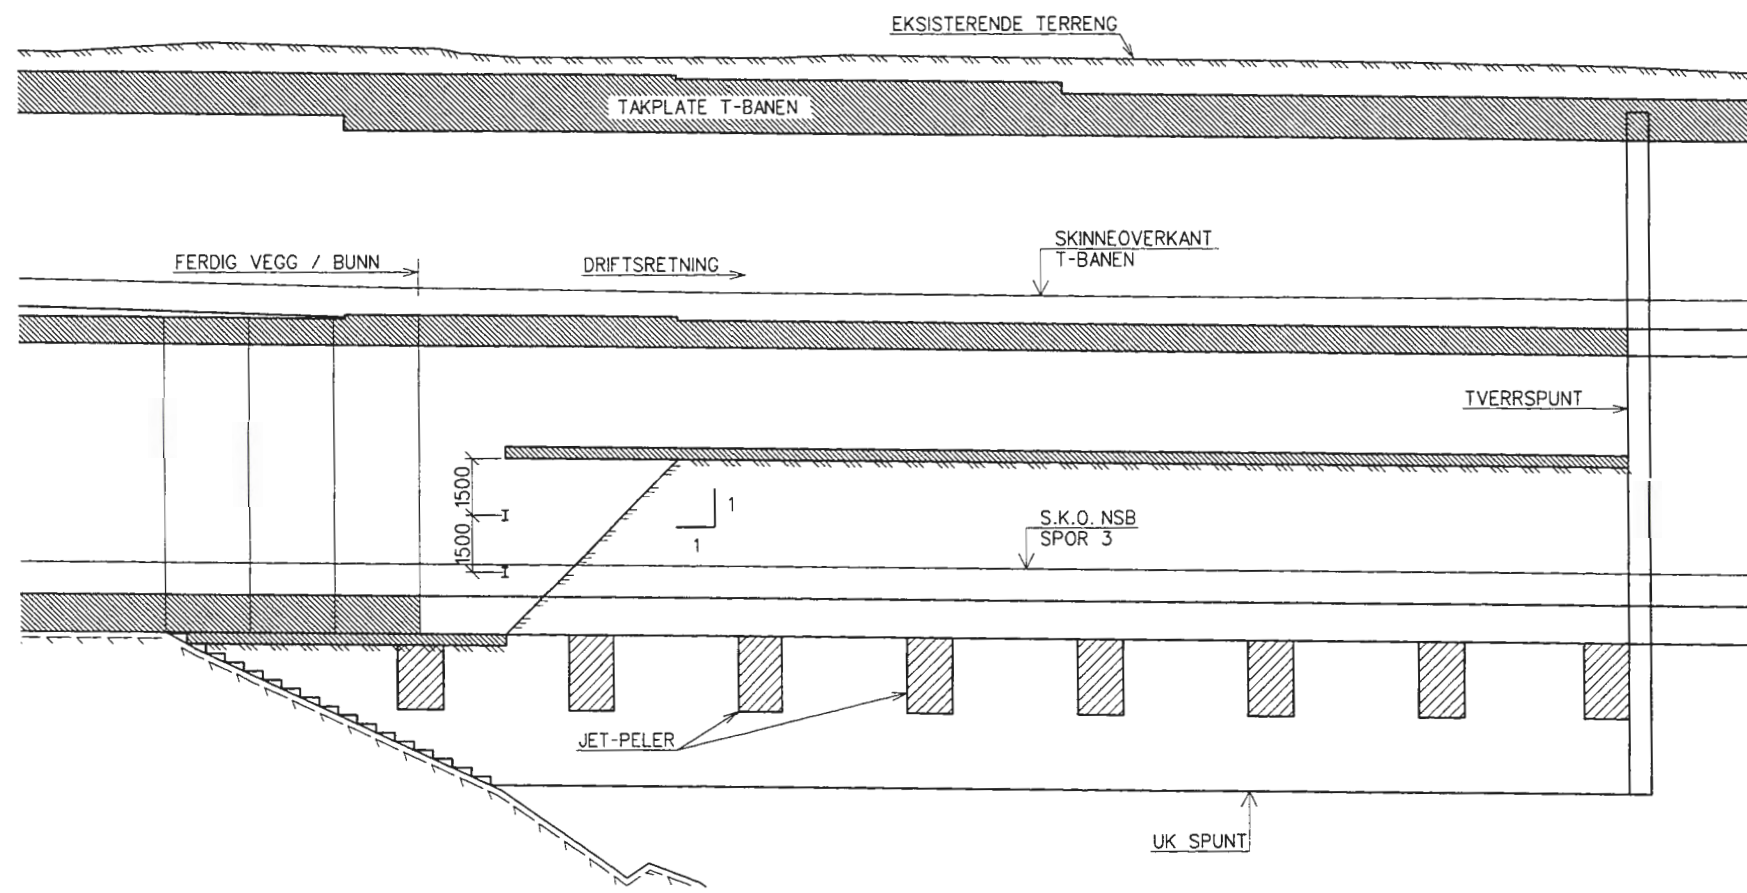 EKSISTERENDE TERRENG
TAKPLATE T-BANEN
SKINNEOVERKANT
T-BANEN
FERDIG VEGG / BUNN
DRIFTSRETNING
TVERRSPUNT
1500
1500
1
1
S.K.O. NSB
SPOR 3
JET-PELER
UK SPUNT